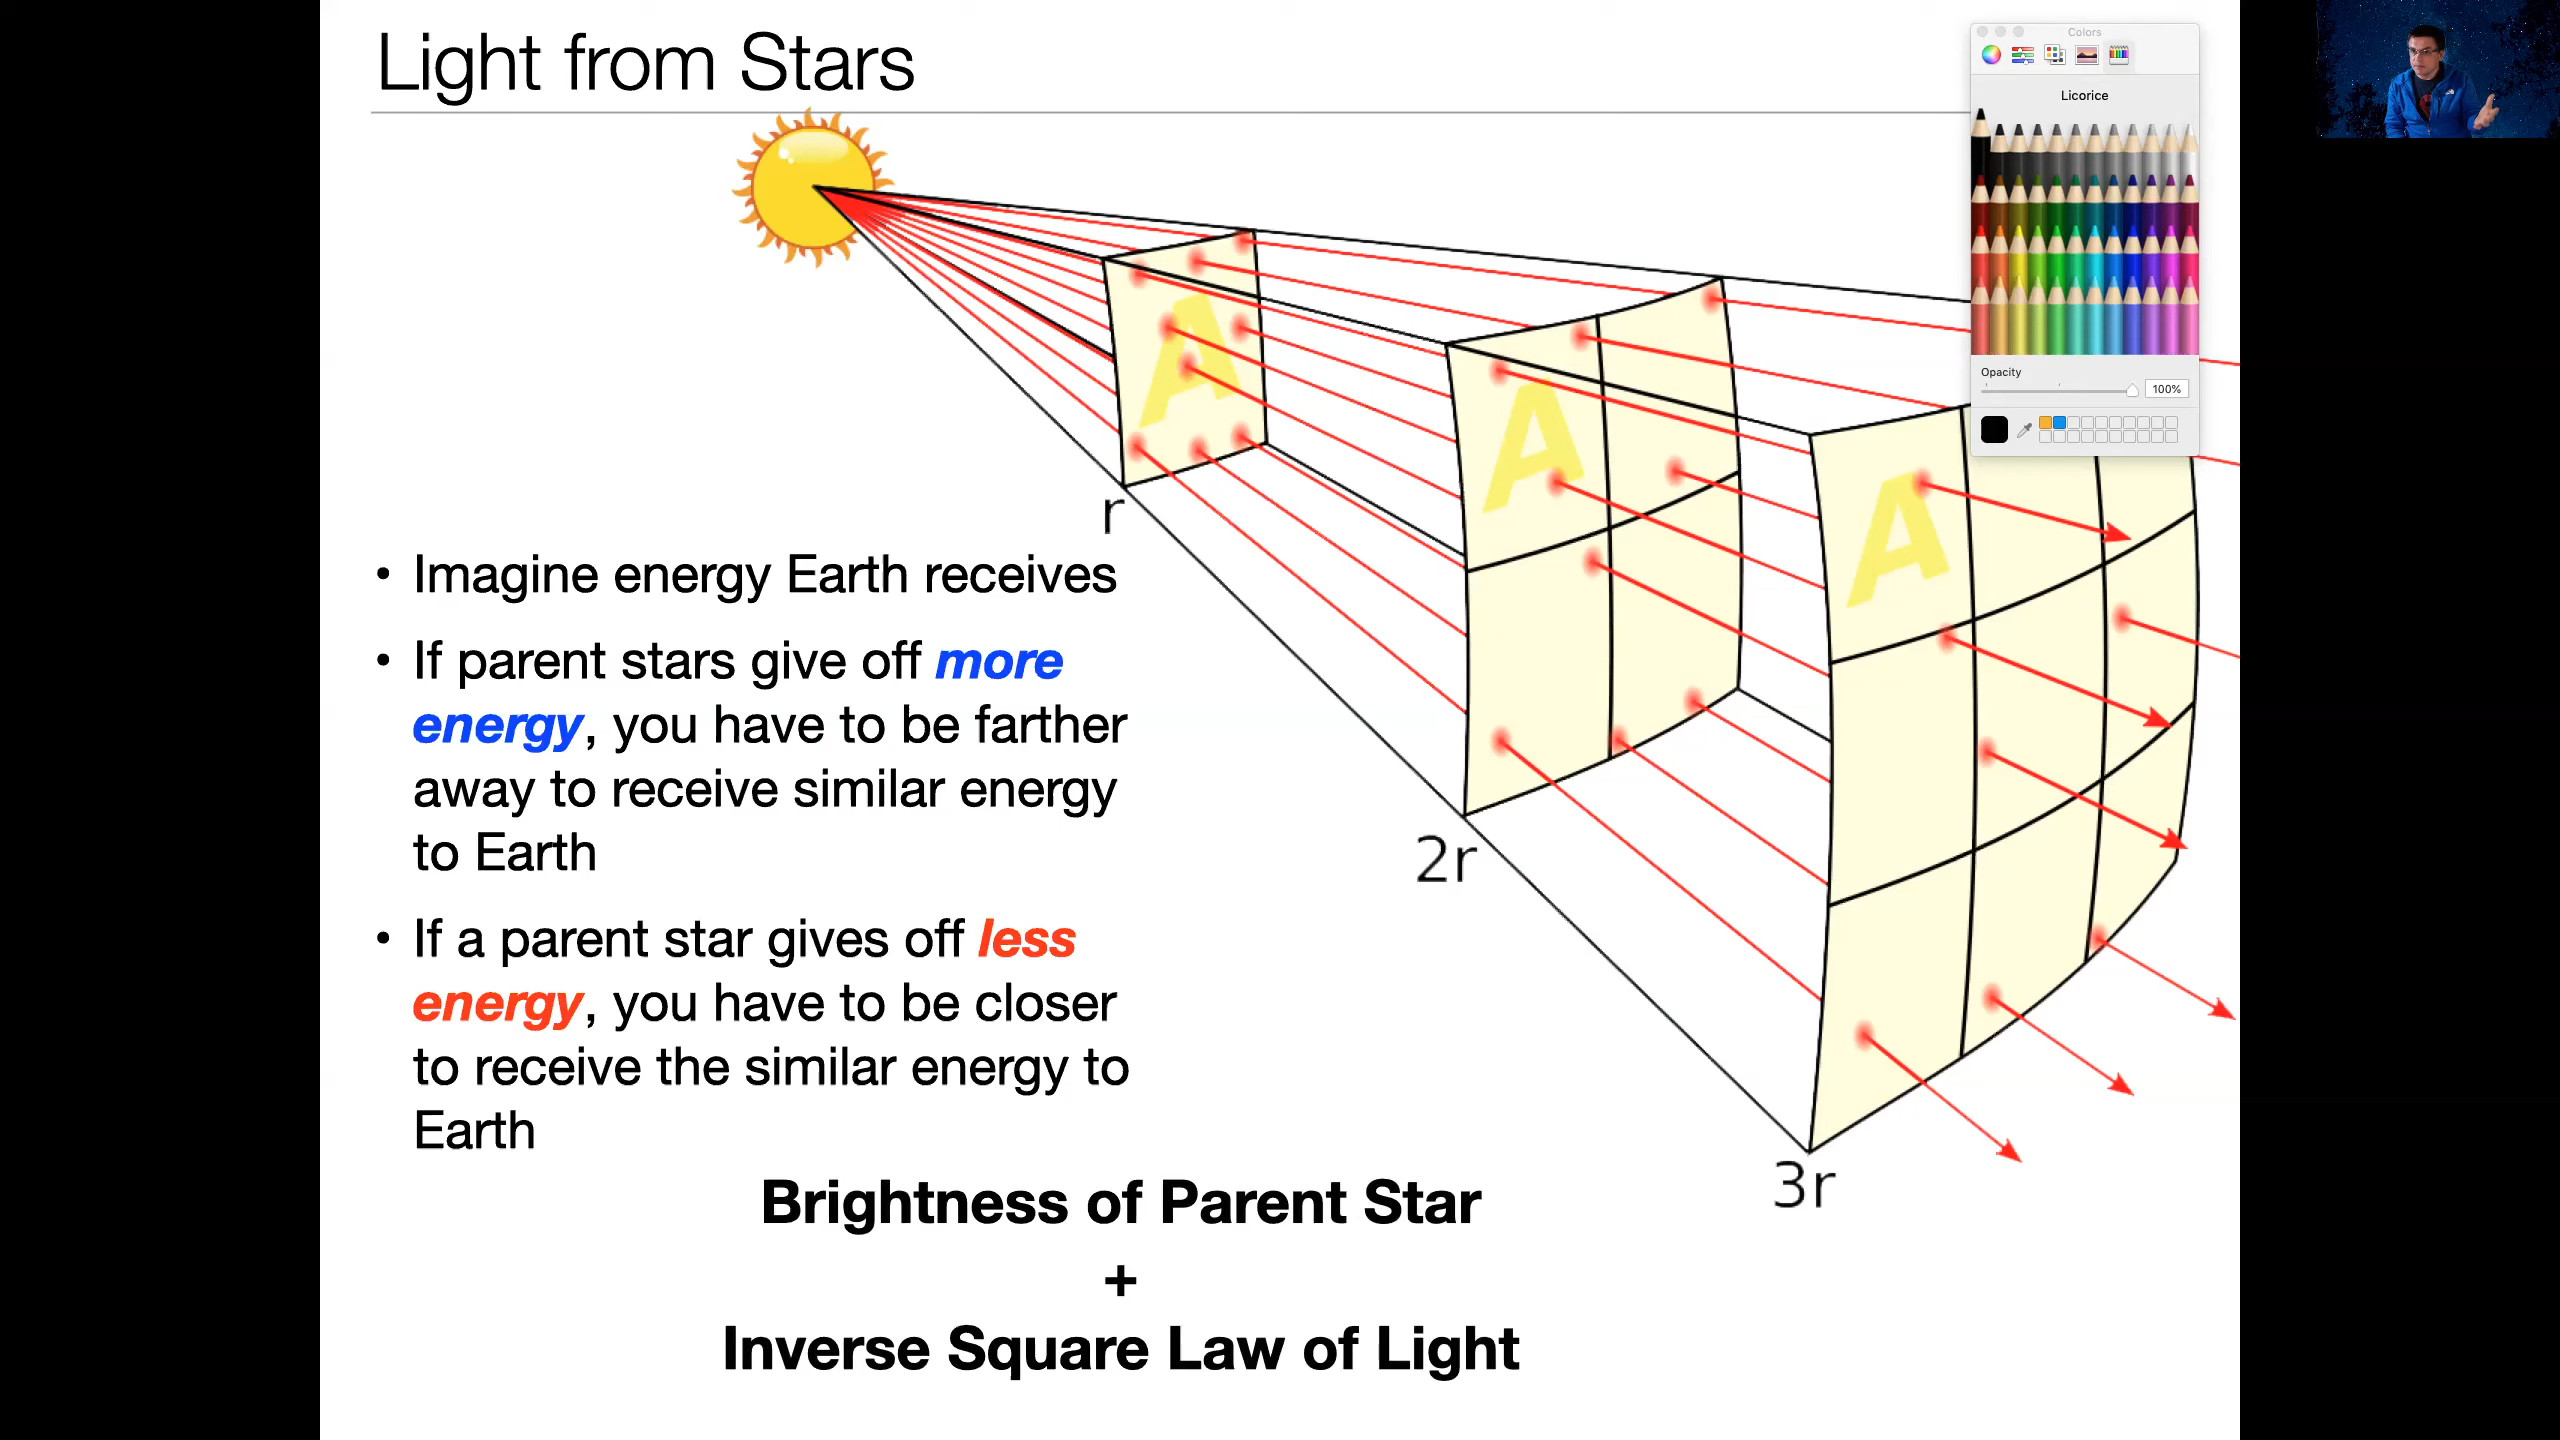 Light from Stars
Colors
Licorice
Opacity
100%
A
A
A
r
2r
3r
• Imagine energy Earth receives
• If parent stars give off more
energy, you have to be farther
away to receive similar energy
to Earth
• If a parent star gives off less
energy, you have to be closer
to receive the similar energy to
Earth
Brightness of Parent Star
+
Inverse Square Law of Light